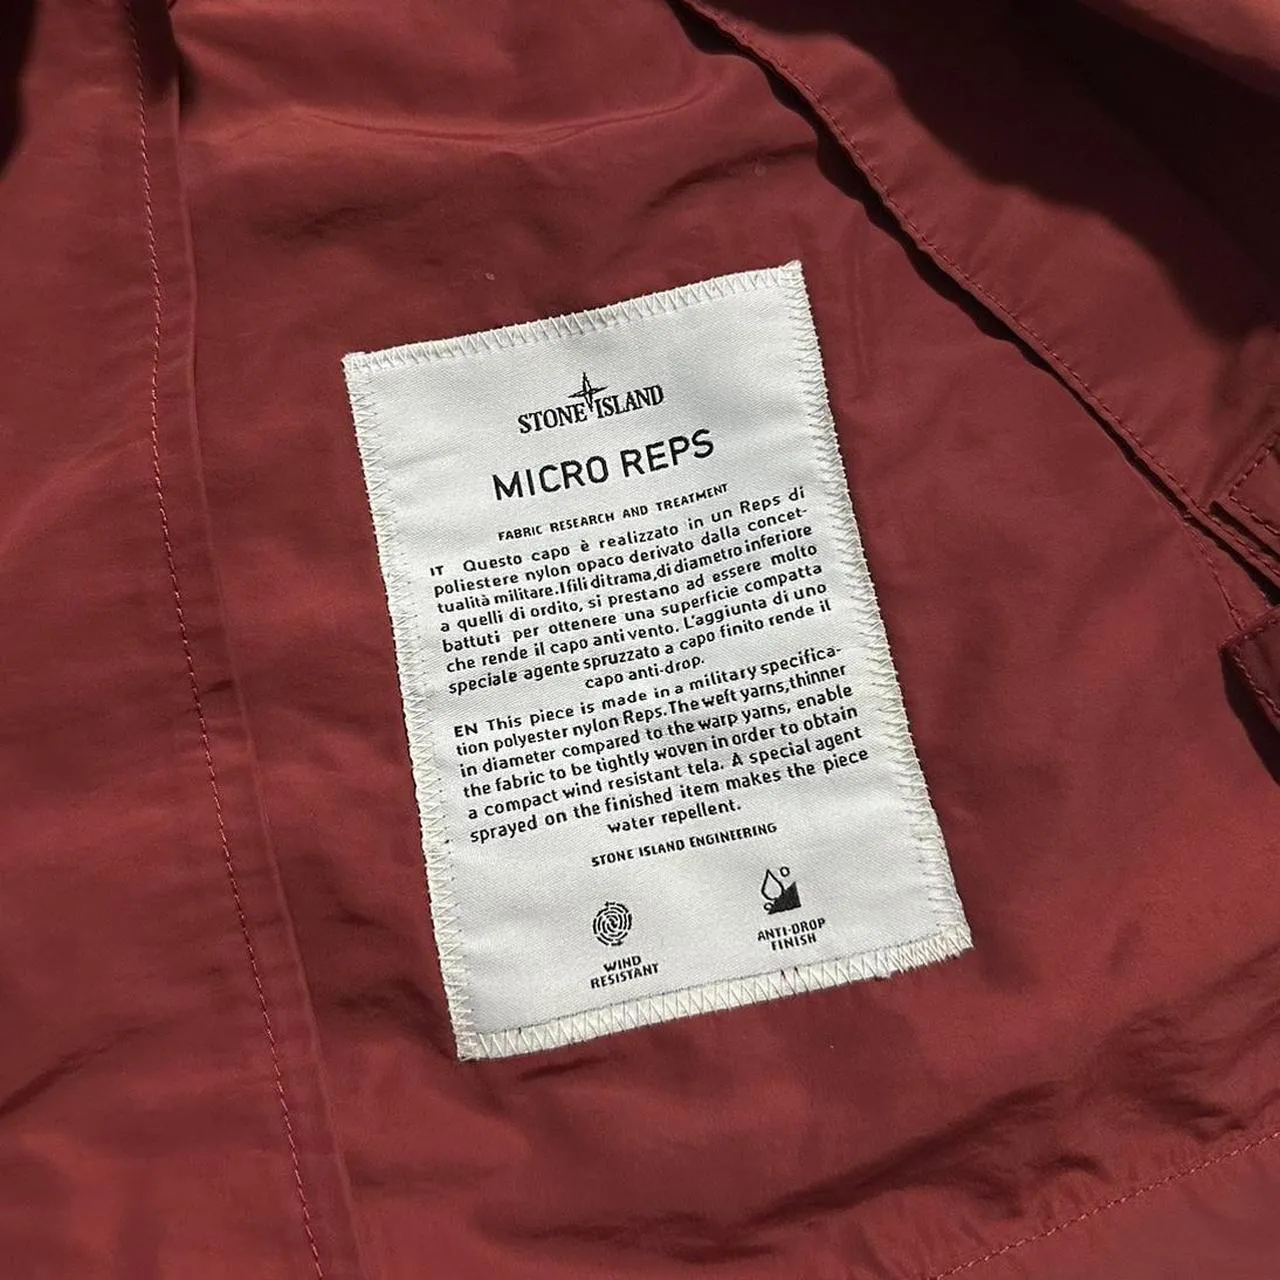 STONE ISLAND
MICRO REPS
FABRIC RESEARCH AND TREATMENT
IT Questo capo è realizzato in un Reps di
poliestere nylon opaco derivato dalla concet-
tualità militare. I fili di trama, di diametro inferiore
a quelli di ordito, si prestano ad essere molto
battuti per ottenere una superficie compatta
che rende il capo anti vento. L'aggiunta di uno
speciale agente spruzzato a capo finito rende il
capo anti-drop.
EN This piece is made in a military specifica-
tion polyester nylon Reps. The weft yarns, thinner
in diameter compared to the warp yarns, enable
the fabric to be tightly woven in order to obtain
a compact wind resistant tela. A special agent
sprayed on the finished item makes the piece
water repellent.
STONE ISLAND ENGINEERING
WIND
RESISTANT
ANTI-DROP
FINISH